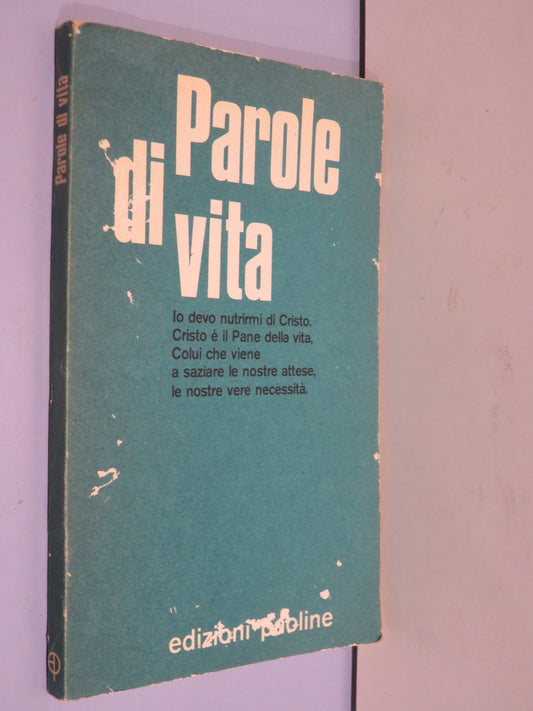 Parole di vita
Parole
di
vita
Io devo nutrirmi di Cristo.
Cristo è il Pane della vita,
Colui che viene
a saziare le nostre attese,
le nostre vere necessità.
edizioni paoline